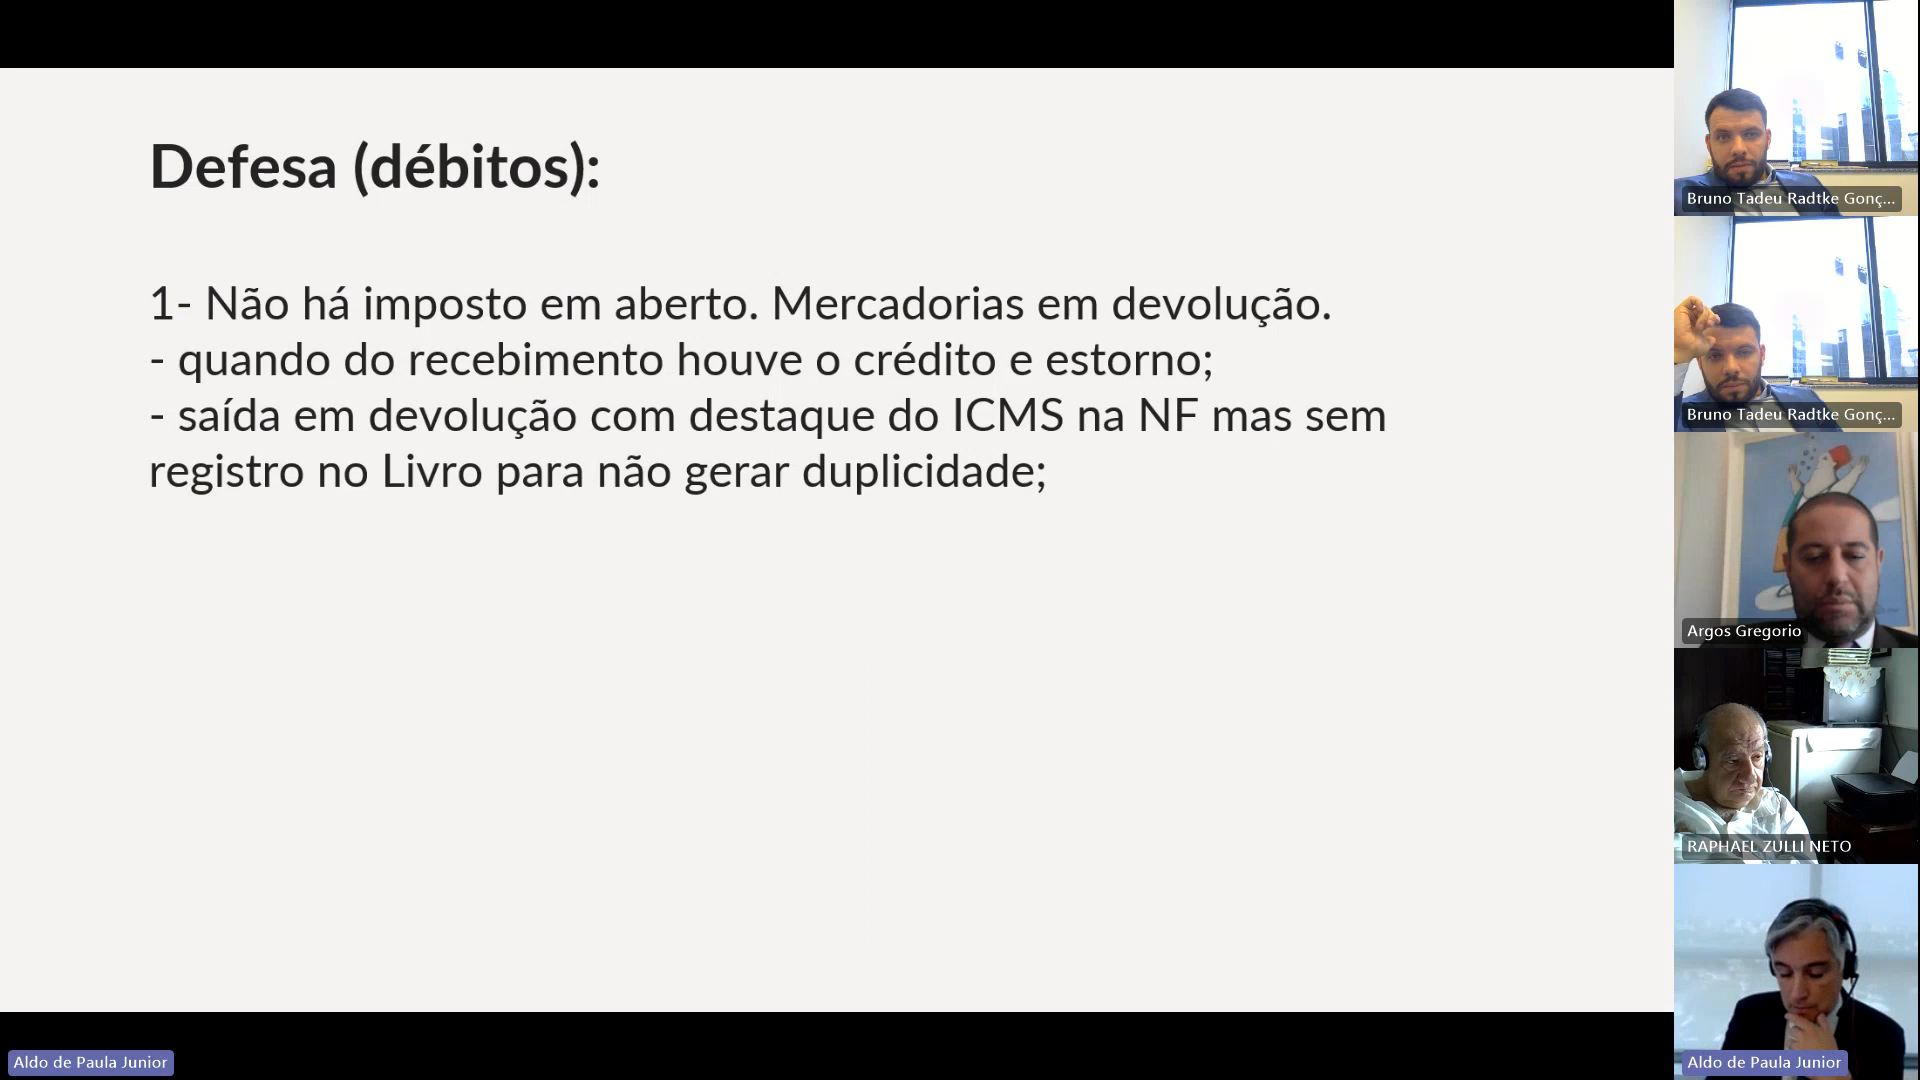 Defesa (débitos):
1- Não há imposto em aberto. Mercadorias em devolução.
- quando do recebimento houve o crédito e estorno;
- saída em devolução com destaque do ICMS na NF mas sem
registro no Livro para não gerar duplicidade;
Bruno Tadeu Radtke Gonç...
Bruno Tadeu Radtke Gonç...
Argos Gregorio
RAPHAEL ZULLI NETO
Aldo de Paula Junior
Aldo de Paula Junior